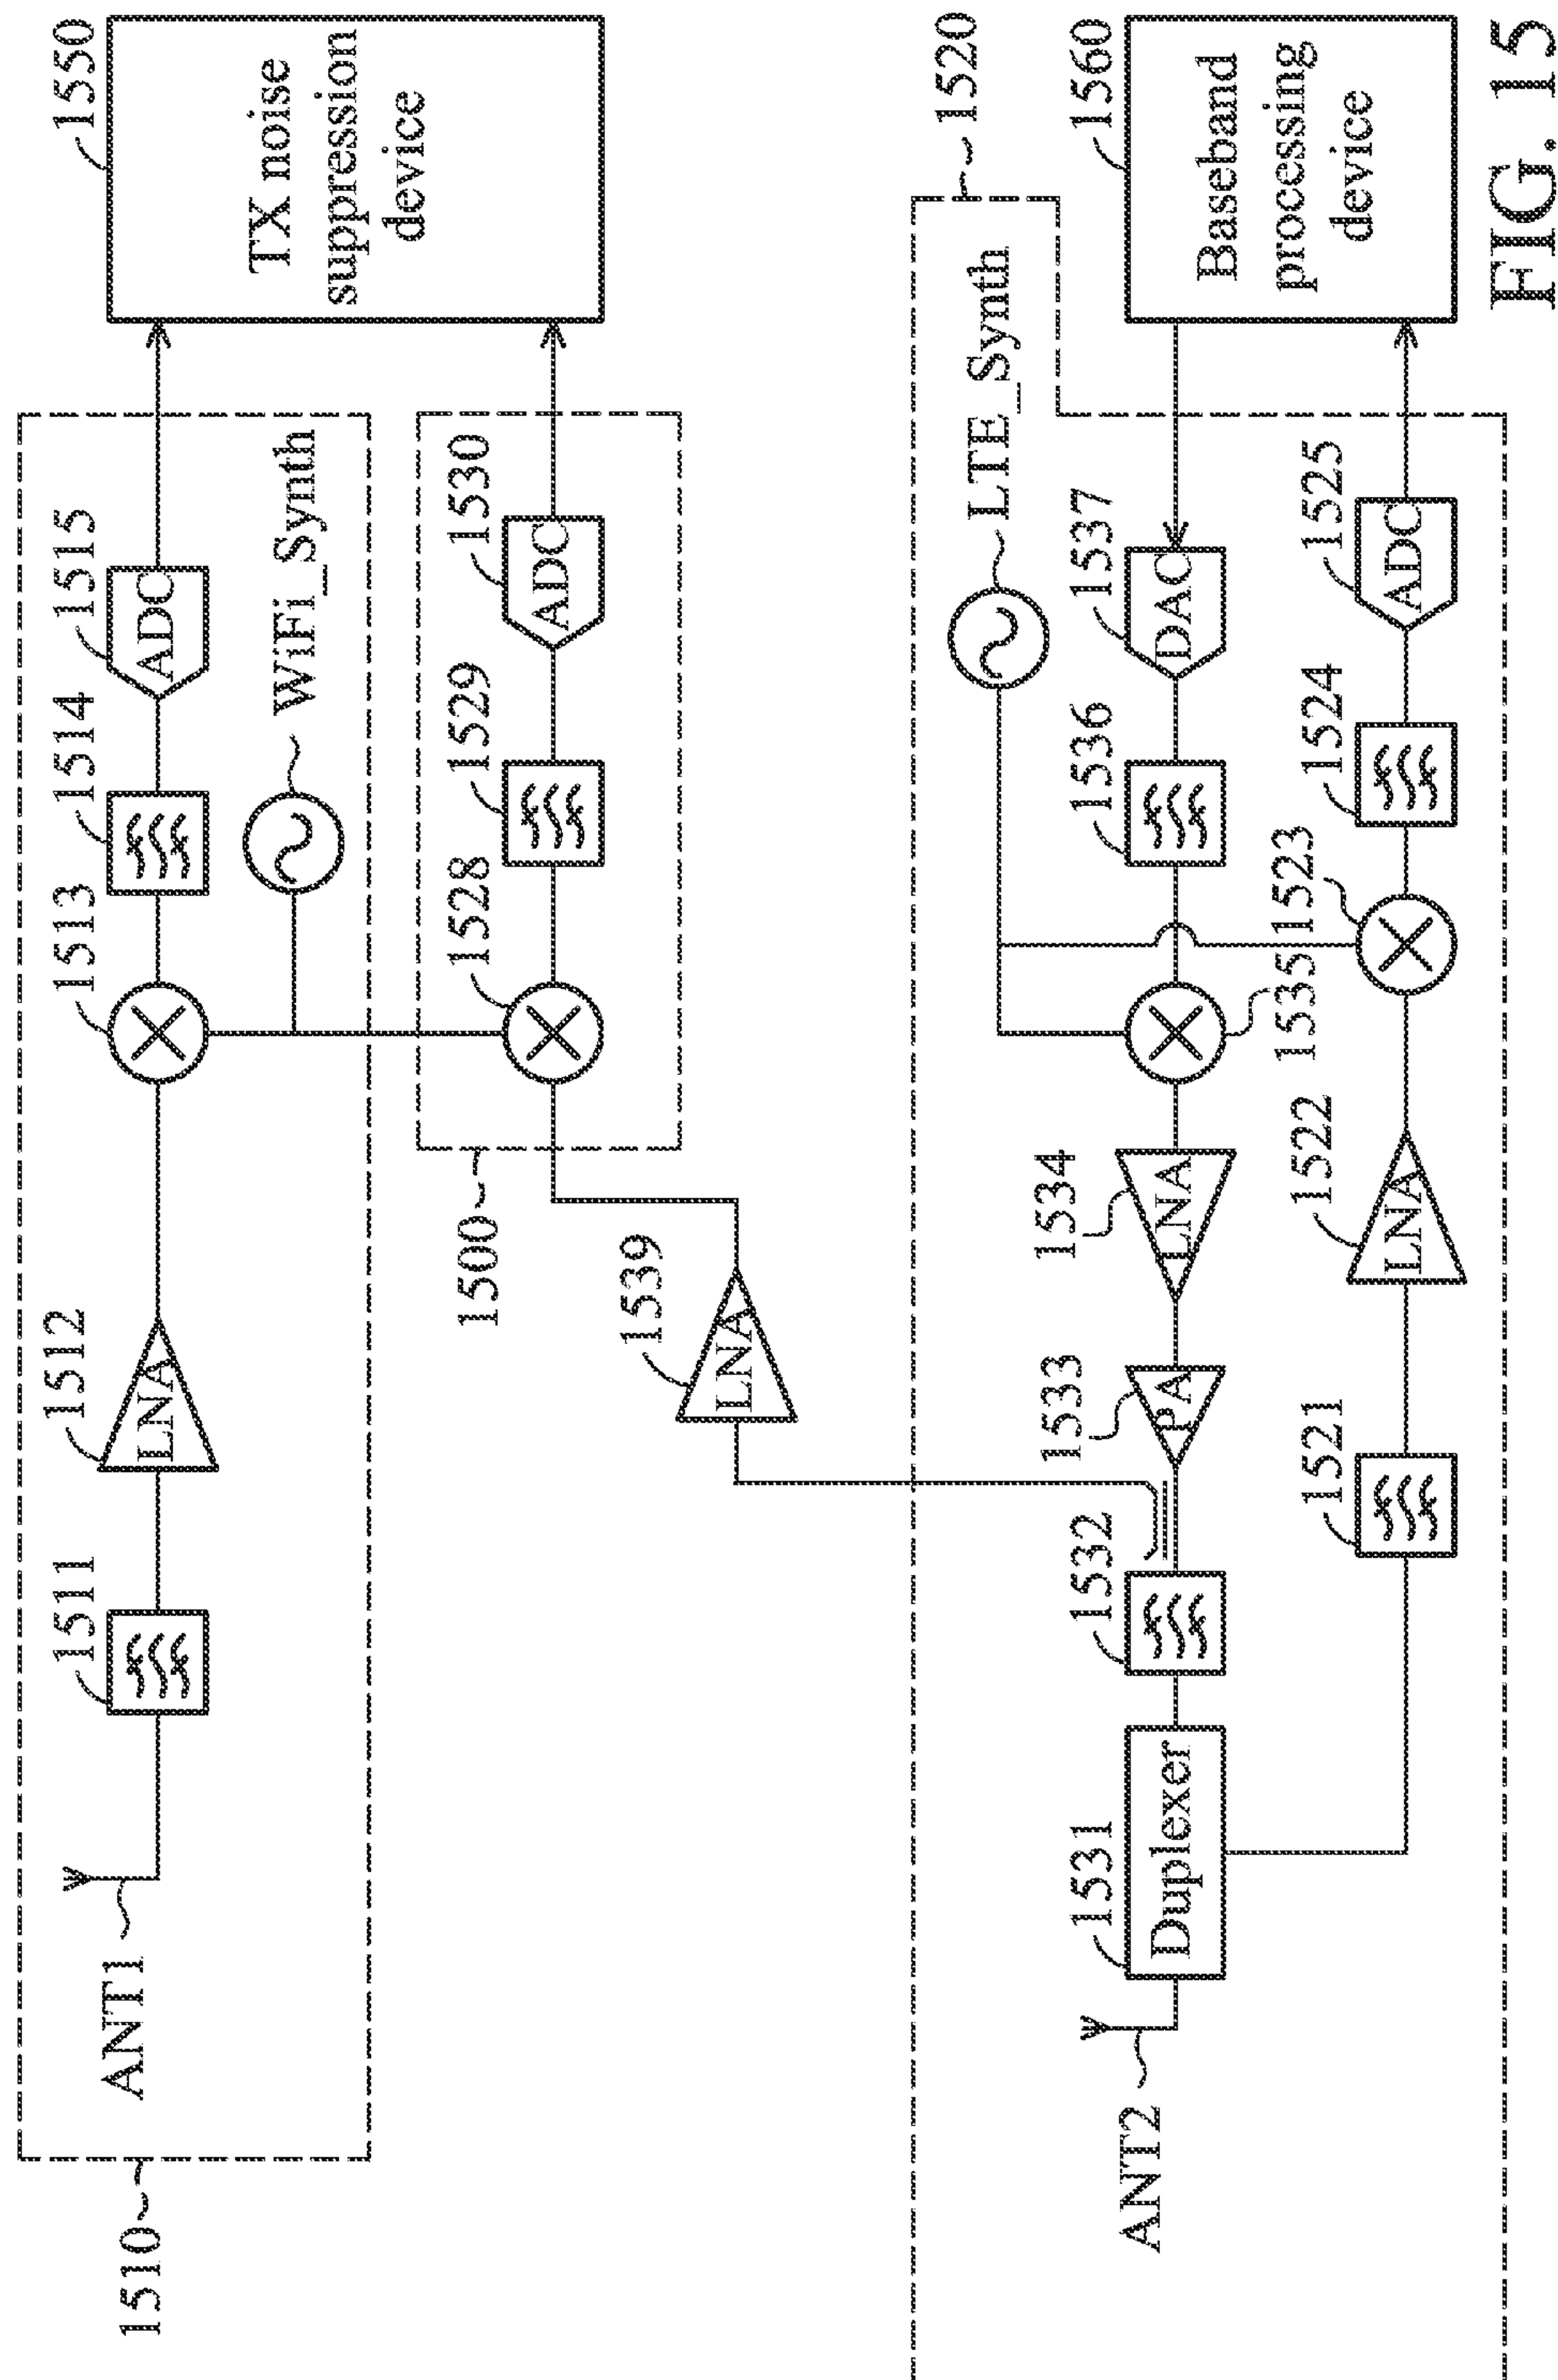 1510
ANT1
1511
1512
LNA
1513
1514
1515
ADC
WiFi_Synth
1550
TX noise
suppression
device
1500
1528
1529
1530
ADC
1539
LNA
1520
LTE_Synth
ANT2
1531
Duplexer
1532
1533
PA
1534
LNA
1535
1536
1537
DAC
1560
Baseband
processing
device
1521
1522
LNA
1523
1524
1525
ADC
FIG. 15